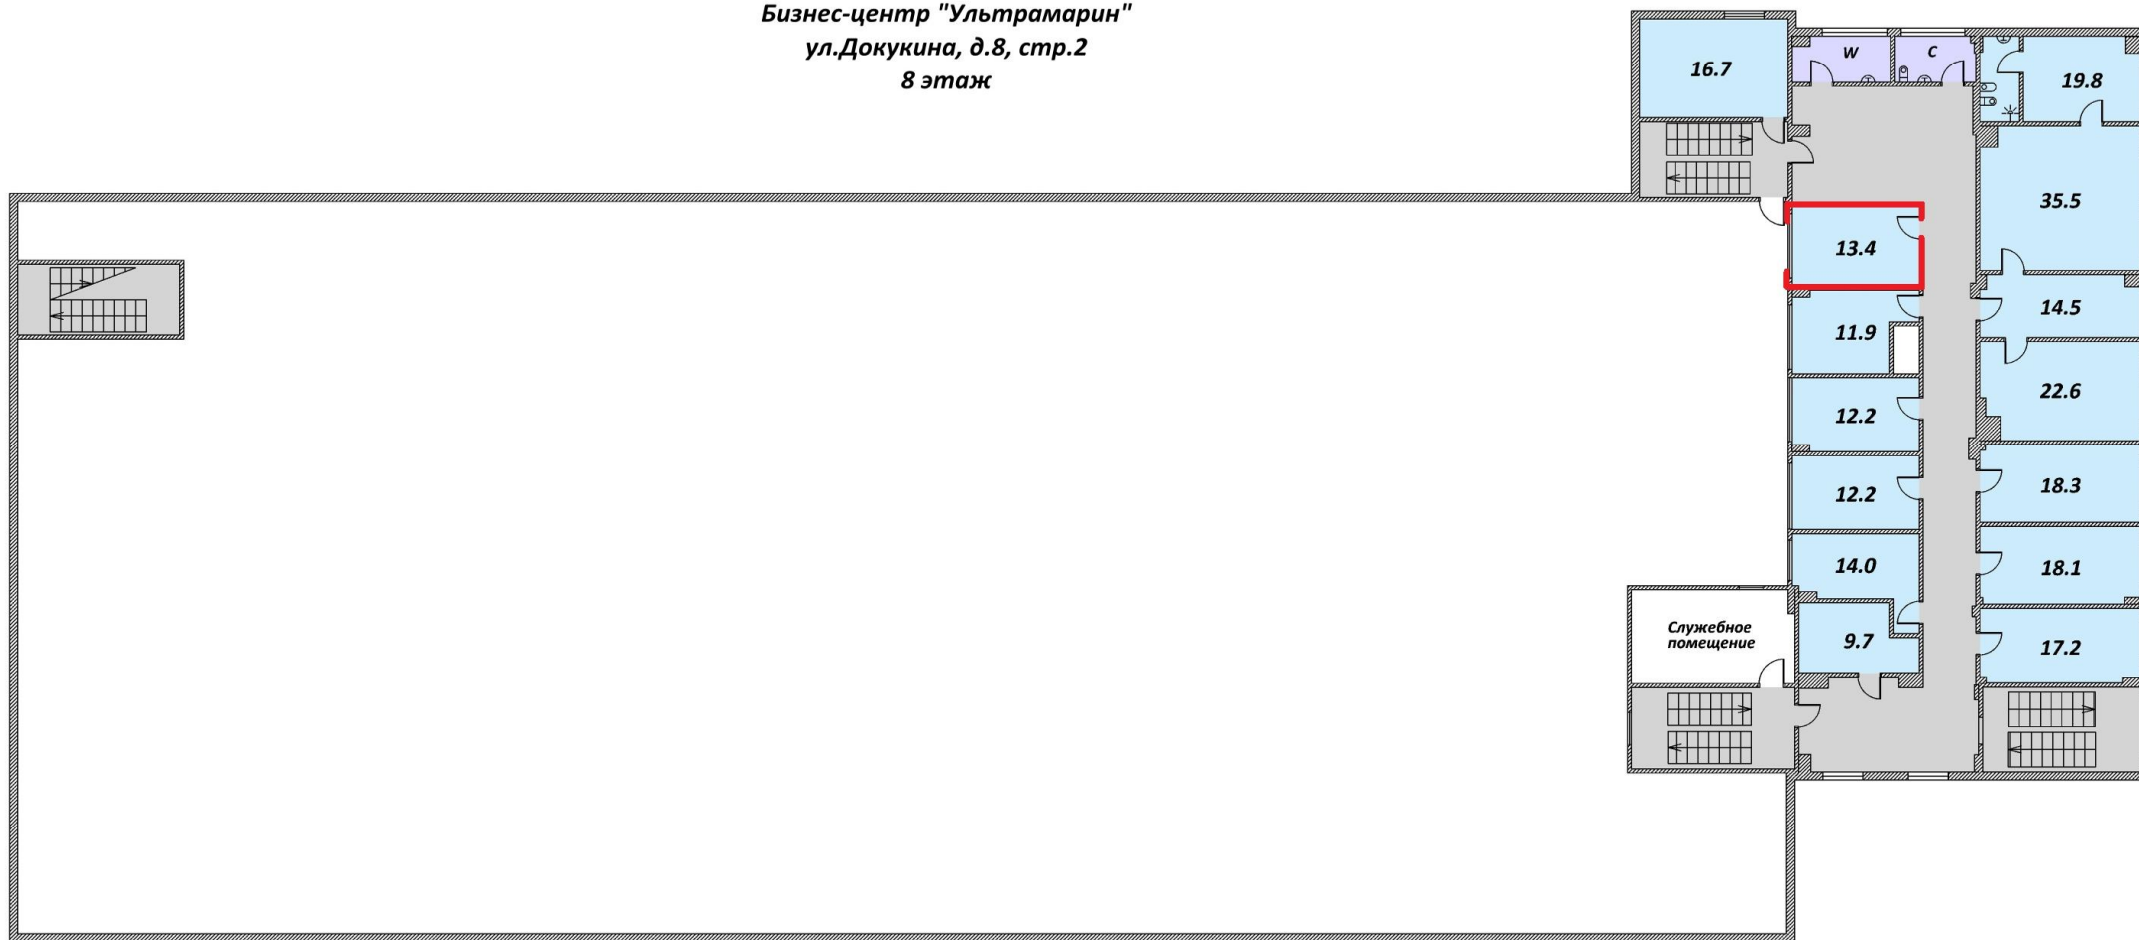 Бизнес-центр "Ультрамарин"
ул.Докукина, д.8, стр.2
8 этаж
16.7
W
C
19.8
35.5
13.4
14.5
11.9
22.6
12.2
18.3
12.2
14.0
18.1
Служебное
помещение
9.7
17.2